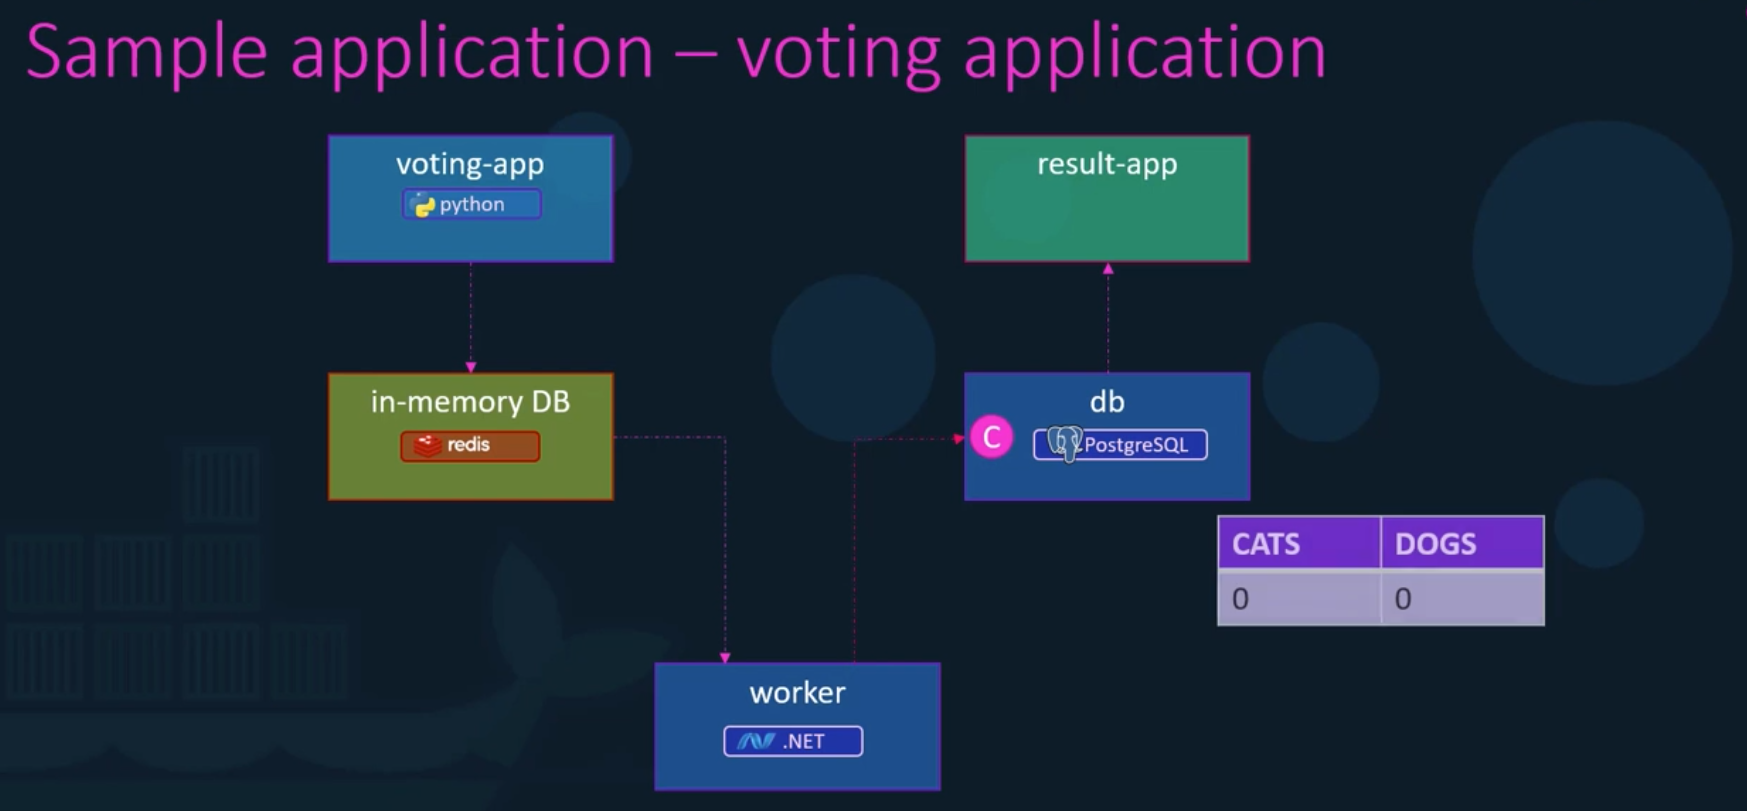 Sample application – voting application
voting-app
python
result-app
in-memory DB
redis
db
C
PostgreSQL
CATS DOGS
0 0
worker
.NET